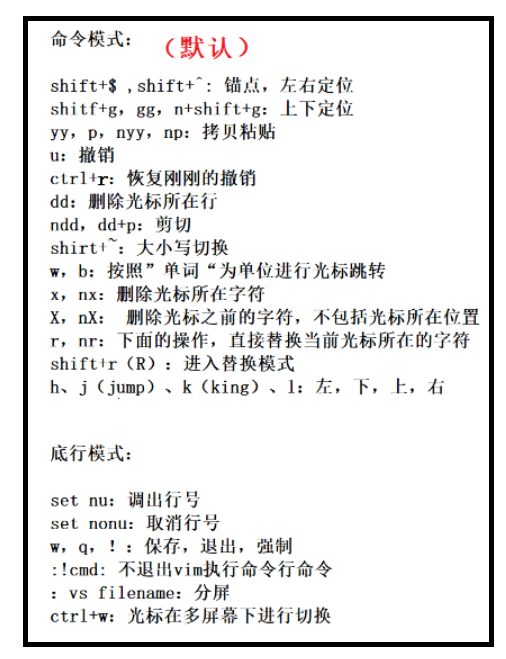 命令模式： （默认）
shift+$ ,shift+^: 锚点，左右定位
shitf+g，gg，n+shift+g：上下定位
yy，p，nyy，np：拷贝粘贴
u：撤销
ctrl+r：恢复刚刚的撤销
dd：删除光标所在行
ndd，dd+p：剪切
shirt+~：大小写切换
w，b：按照”单词“为单位进行光标跳转
x，nx：删除光标所在字符
X，nX： 删除光标之前的字符，不包括光标所在位置
r，nr：下面的操作，直接替换当前光标所在的字符
shift+r（R）：进入替换模式
h、j（jump）、k（king）、l：左，下，上，右
底行模式：
set nu：调出行号
set nonu：取消行号
w，q，！：保存，退出，强制
:!cmd: 不退出vim执行命令行命令
: vs filename：分屏
ctrl+w：光标在多屏幕下进行切换